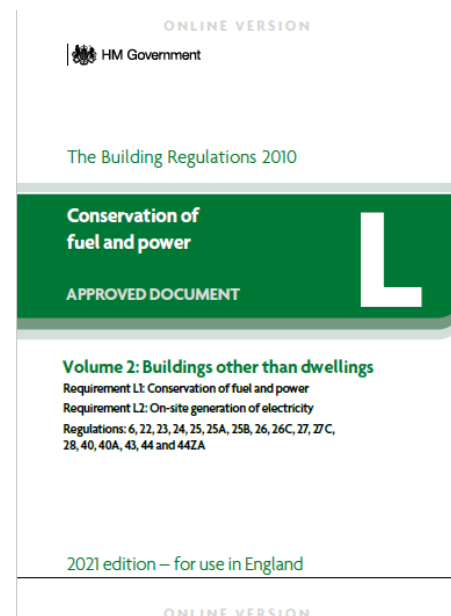 ONLINE VERSION
HM Government
The Building Regulations 2010
Conservation of
fuel and power
L
APPROVED DOCUMENT
Volume 2: Buildings other than dwellings
Requirement L1: Conservation of fuel and power
Requirement L2: On-site generation of electricity
Regulations: 6, 22, 23, 24, 25, 25A, 25B, 26, 26C, 27, 27C,
28, 40, 40A, 43, 44 and 44ZA
2021 edition – for use in England
ONLINE VERSION